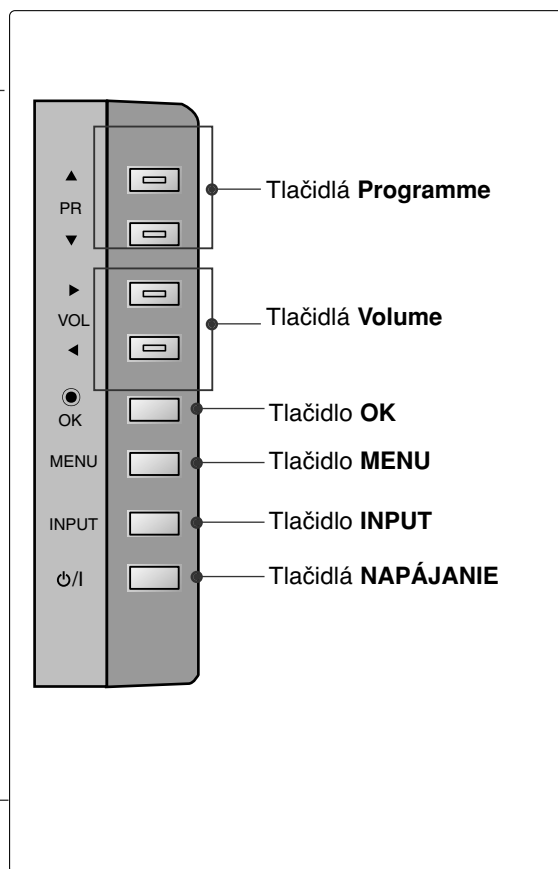 ▲
PR
▼
Tlačidlá Programme
►
VOL
◄
Tlačidlá Volume
OK
Tlačidlo OK
MENU
Tlačidlo MENU
INPUT
Tlačidlo INPUT
⏻/I
Tlačidlá NAPÁJANIE